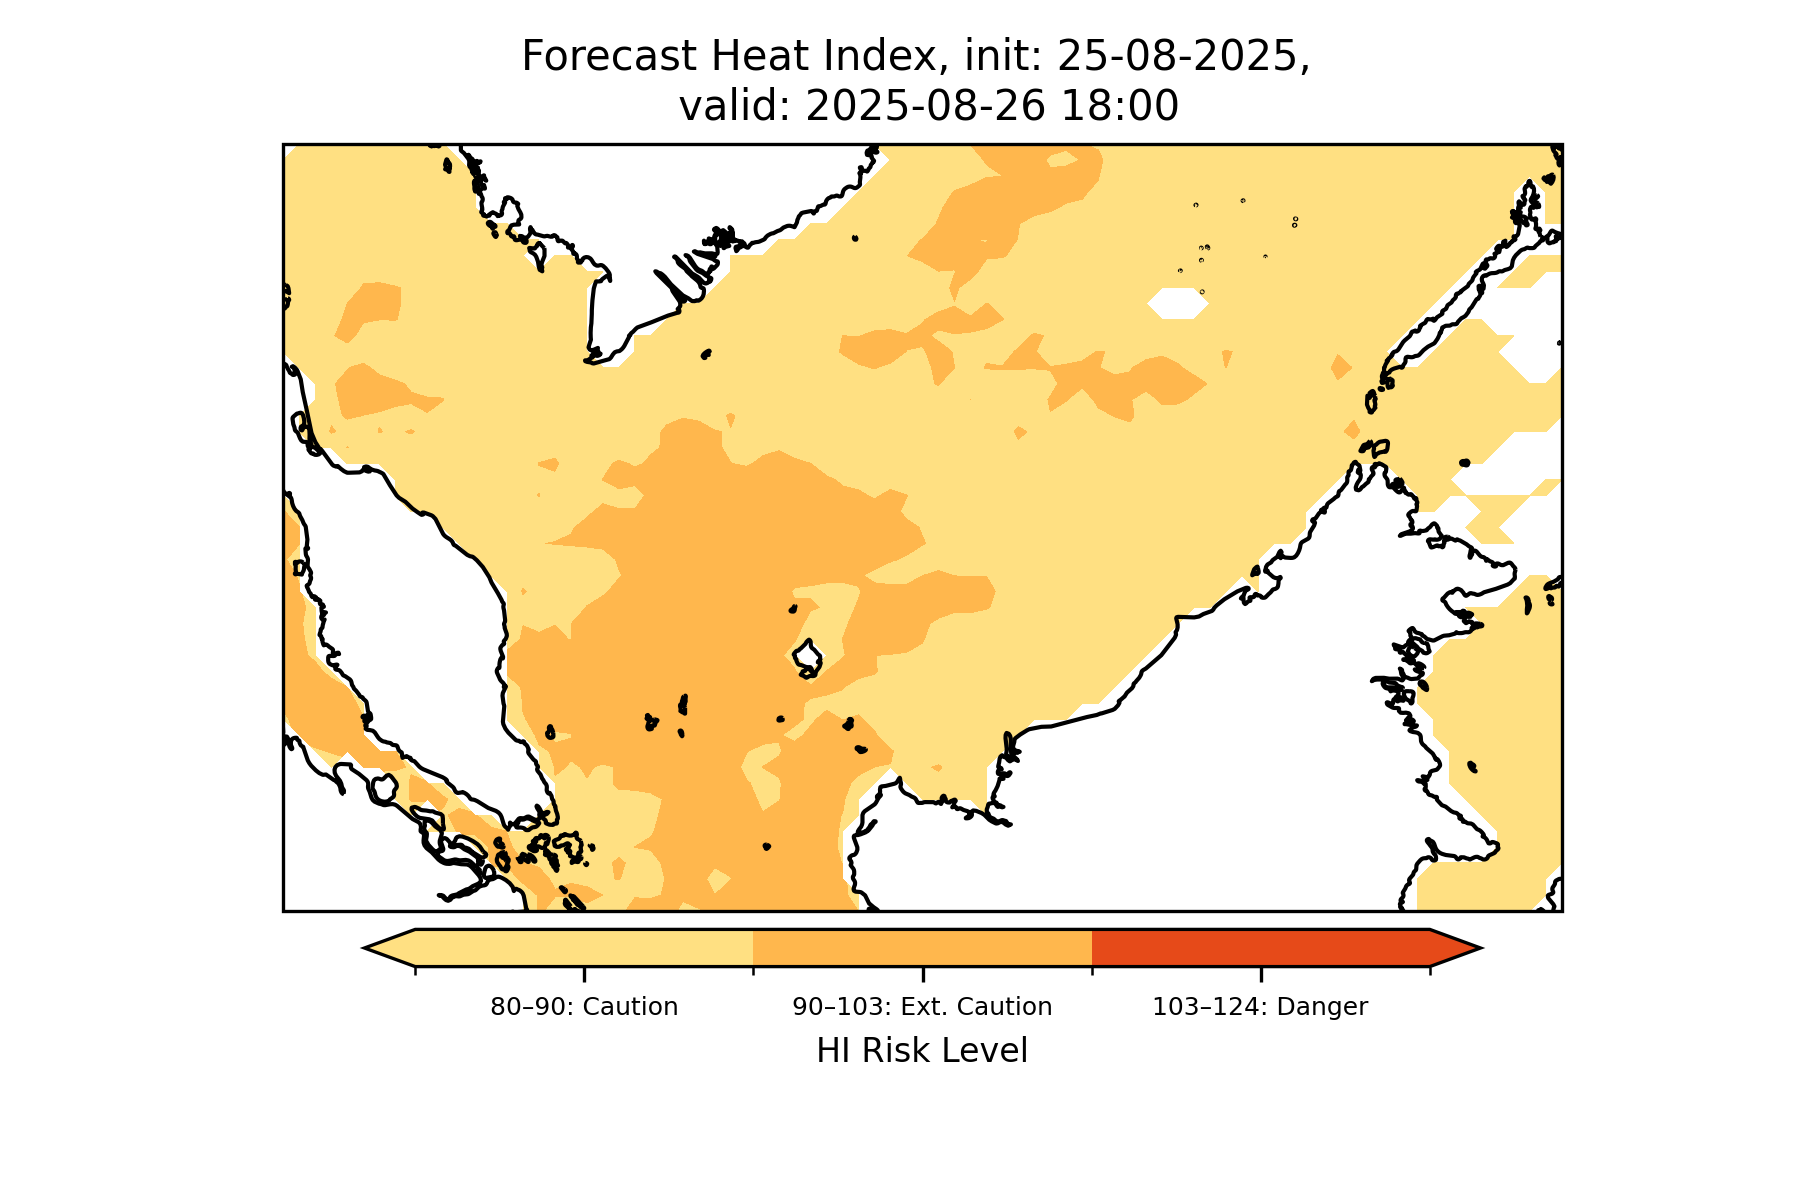 Forecast Heat Index, init: 25-08-2025,
valid: 2025-08-26 18:00
80–90: Caution
90–103: Ext. Caution
103–124: Danger
HI Risk Level